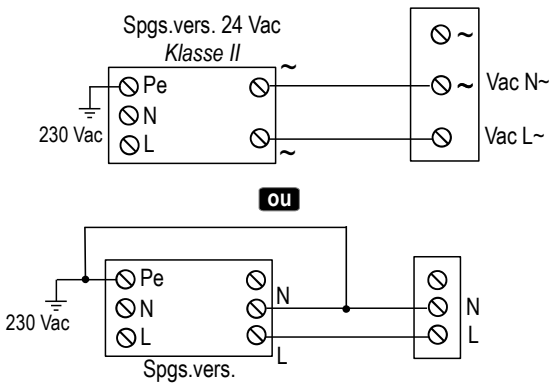 Spgs.vers. 24 Vac
Klasse II
~
~
Pe
~
Vac N~
N
230 Vac
L
~
Vac L~
ou
Pe
N
N
N
230 Vac
L
L
L
Spgs.vers.